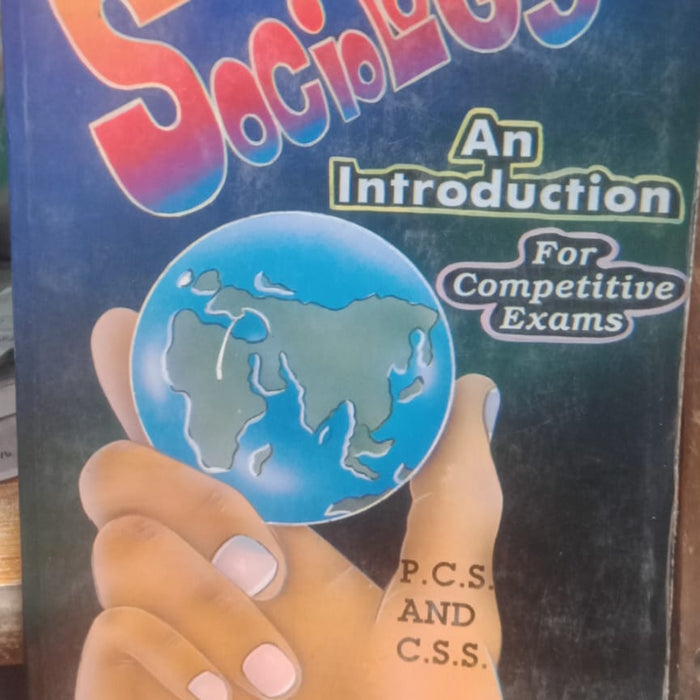 Sociology
An
Introduction
For
Competitive
Exams
P.C.S.
AND
C.S.S.